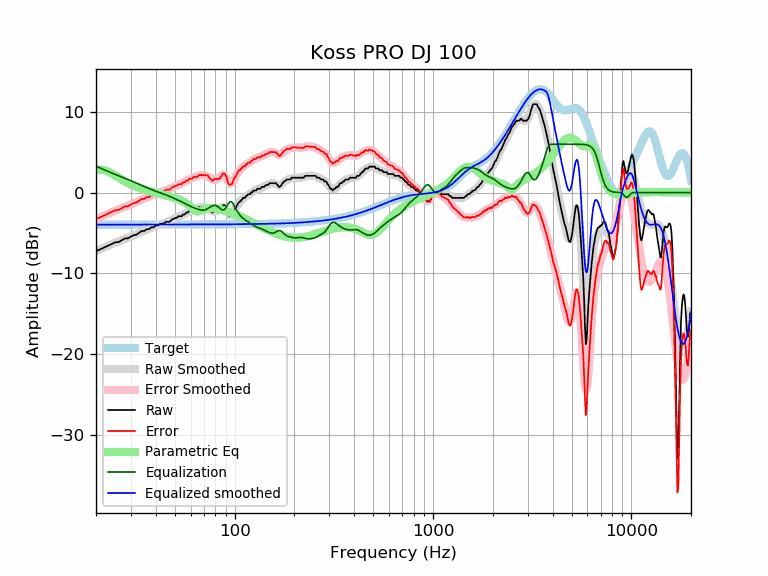 Koss PRO DJ 100
10
0
−10
−20
−30
Amplitude (dBr)
Target
Raw Smoothed
Error Smoothed
Raw
Error
Parametric Eq
Equalization
Equalized smoothed
100
1000
10000
Frequency (Hz)